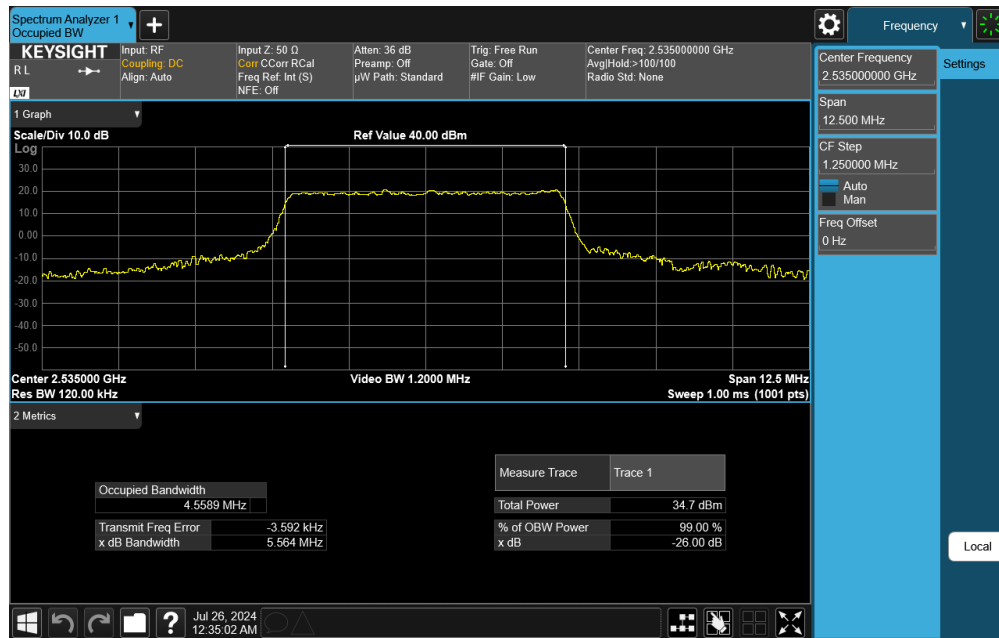 Spectrum Analyzer 1
Occupied BW
Frequency
KEYSIGHT
R L
LXI
Input: RF
Coupling: DC
Align: Auto
Input Z: 50 Ω
Corr CCorr RCal
Freq Ref: Int (S)
NFE: Off
Atten: 36 dB
Preamp: Off
µW Path: Standard
Trig: Free Run
Gate: Off
#IF Gain: Low
Center Freq: 2.535000000 GHz
Avg|Hold:>100/100
Radio Std: None
Center Frequency
2.535000000 GHz
Settings
Span
12.500 MHz
CF Step
1.250000 MHz
Auto
Man
Freq Offset
0 Hz
Local
1 Graph
Scale/Div 10.0 dB
Ref Value 40.00 dBm
Log
30.0
20.0
10.0
0.00
-10.0
-20.0
-30.0
-40.0
-50.0
Center 2.535000 GHz
Video BW 1.2000 MHz
Span 12.5 MHz
Res BW 120.00 kHz
Sweep 1.00 ms (1001 pts)
2 Metrics
Occupied Bandwidth
4.5589 MHz
Transmit Freq Error -3.592 kHz
x dB Bandwidth 5.564 MHz
Measure Trace Trace 1
Total Power 34.7 dBm
% of OBW Power 99.00 %
x dB -26.00 dB
?
Jul 26, 2024
12:35:02 AM